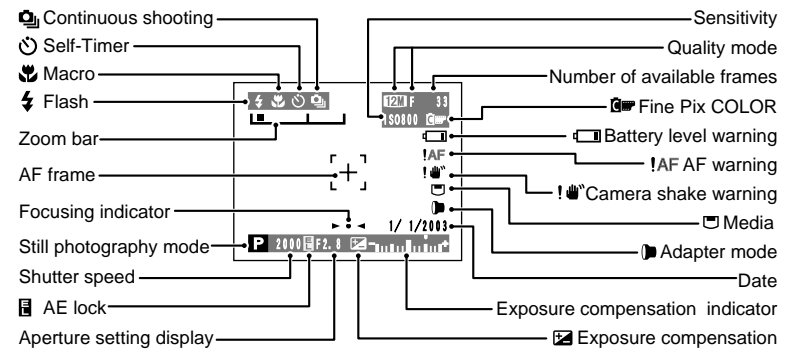 Continuous shooting
Self-Timer
Macro
Flash
Zoom bar
AF frame
Focusing indicator
Still photography mode
Shutter speed
AE lock
Aperture setting display
12M F 33
ISO800
!AF
!
1/ 1/2003
P 2000 F2.8
Sensitivity
Quality mode
Number of available frames
Fine Pix COLOR
Battery level warning
!AF AF warning
! Camera shake warning
Media
Adapter mode
Date
Exposure compensation indicator
Exposure compensation